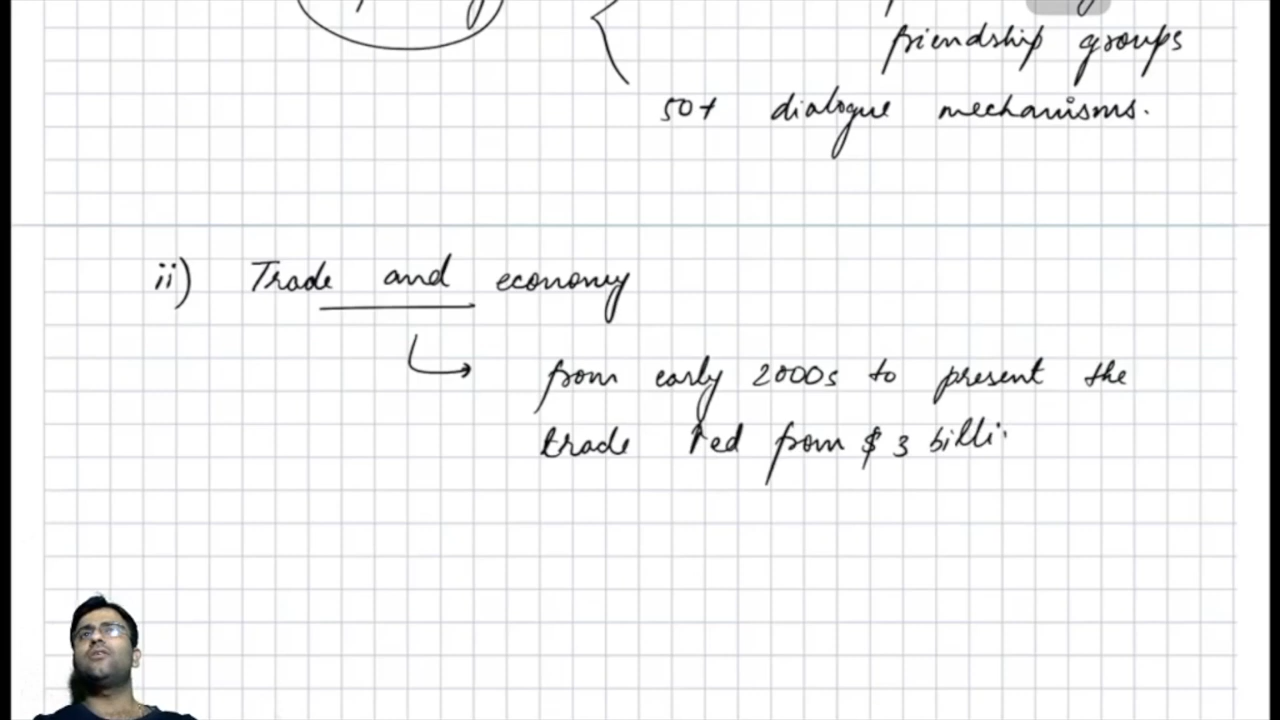 friendship groups
50+ dialogue mechanisms.
ii) Trade and economy
from early 2000s to present the
trade ↑ed from $ 3 billi